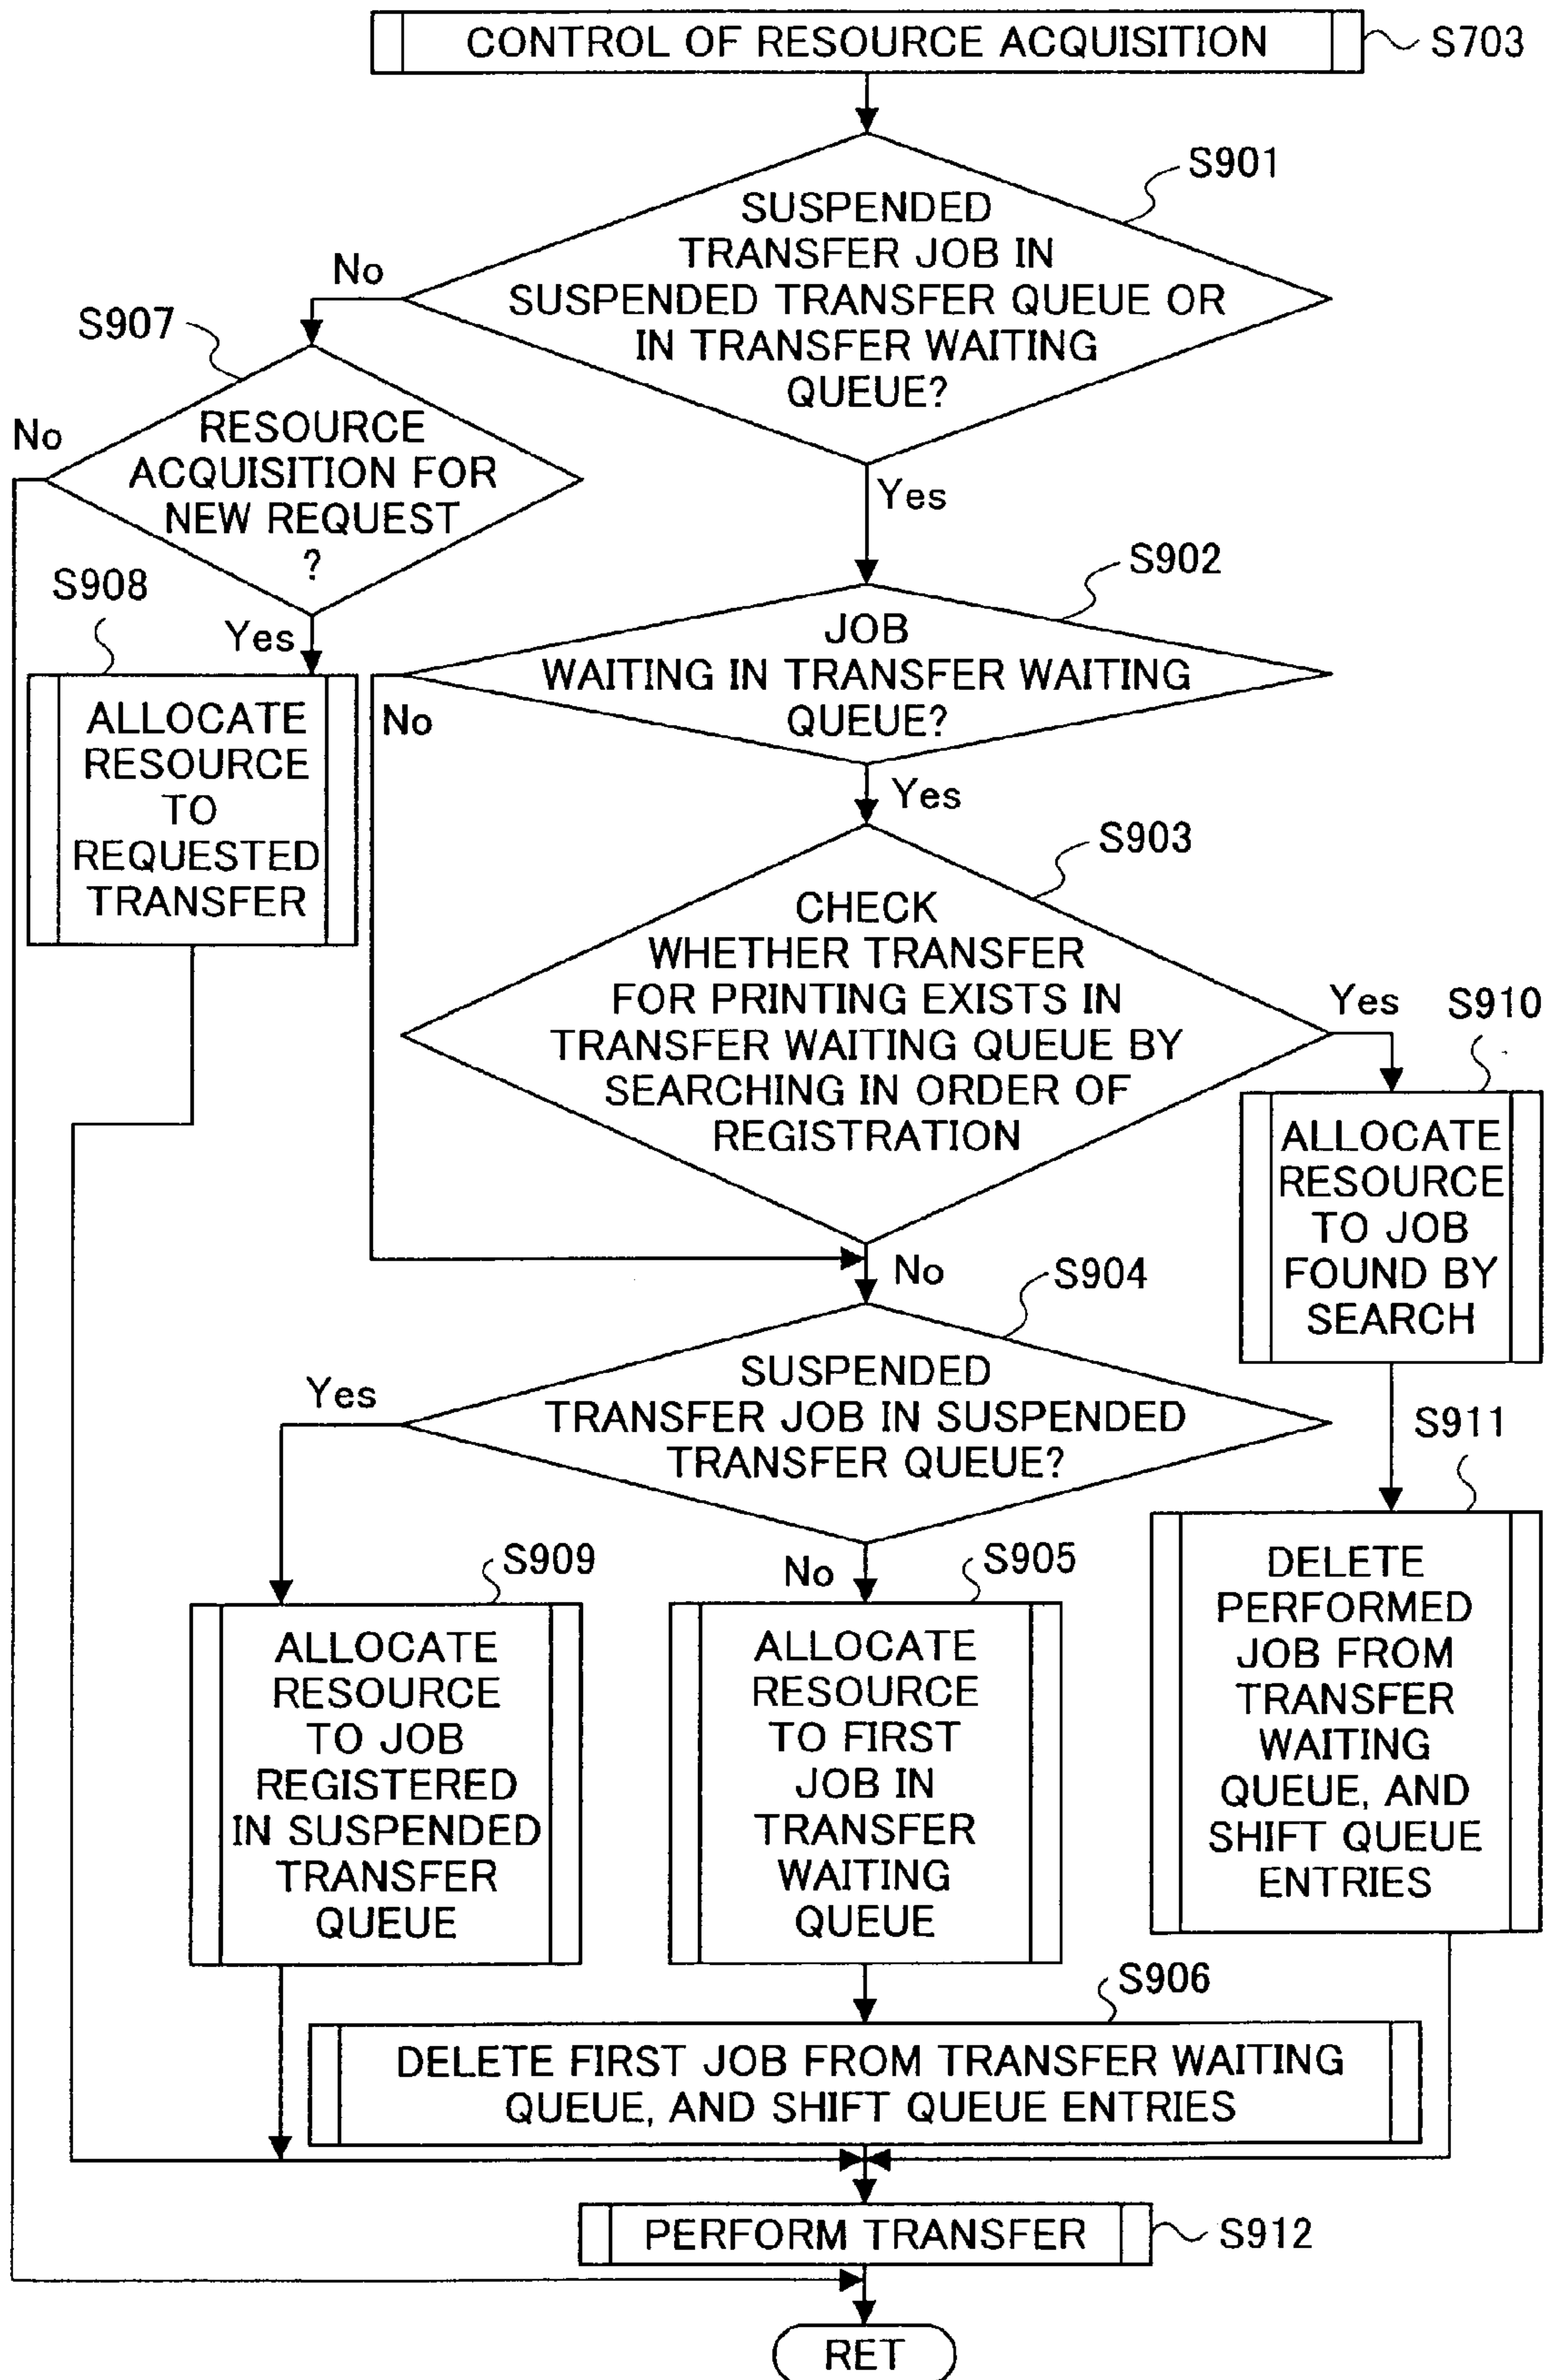 CONTROL OF RESOURCE ACQUISITION
S703
S901
SUSPENDED
TRANSFER JOB IN
SUSPENDED TRANSFER QUEUE OR
IN TRANSFER WAITING
QUEUE?
No
Yes
S907
RESOURCE
ACQUISITION FOR
NEW REQUEST
?
No
Yes
S908
ALLOCATE
RESOURCE
TO
REQUESTED
TRANSFER
S902
JOB
WAITING IN TRANSFER WAITING
QUEUE?
No
Yes
S903
CHECK
WHETHER TRANSFER
FOR PRINTING EXISTS IN
TRANSFER WAITING QUEUE BY
SEARCHING IN ORDER OF
REGISTRATION
Yes
No
S910
ALLOCATE
RESOURCE
TO JOB
FOUND BY
SEARCH
S904
SUSPENDED
TRANSFER JOB IN SUSPENDED
TRANSFER QUEUE?
Yes
No
S911
DELETE
PERFORMED
JOB FROM
TRANSFER
WAITING
QUEUE, AND
SHIFT QUEUE
ENTRIES
S909
ALLOCATE
RESOURCE
TO JOB
REGISTERED
IN SUSPENDED
TRANSFER
QUEUE
S905
ALLOCATE
RESOURCE
TO FIRST
JOB IN
TRANSFER
WAITING
QUEUE
S906
DELETE FIRST JOB FROM TRANSFER WAITING
QUEUE, AND SHIFT QUEUE ENTRIES
PERFORM TRANSFER
S912
RET